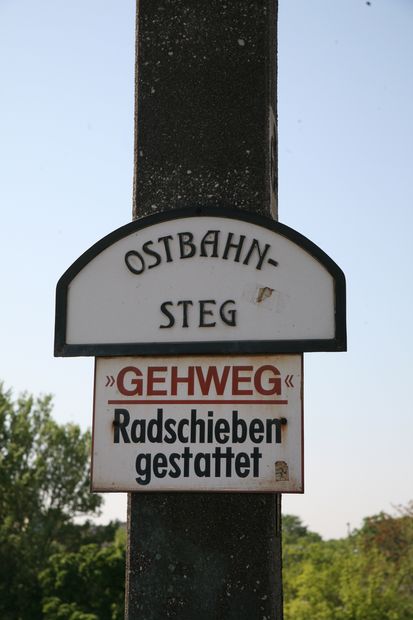 OSTBAHN-
STEG
»GEHWEG«
Radschieben
gestattet